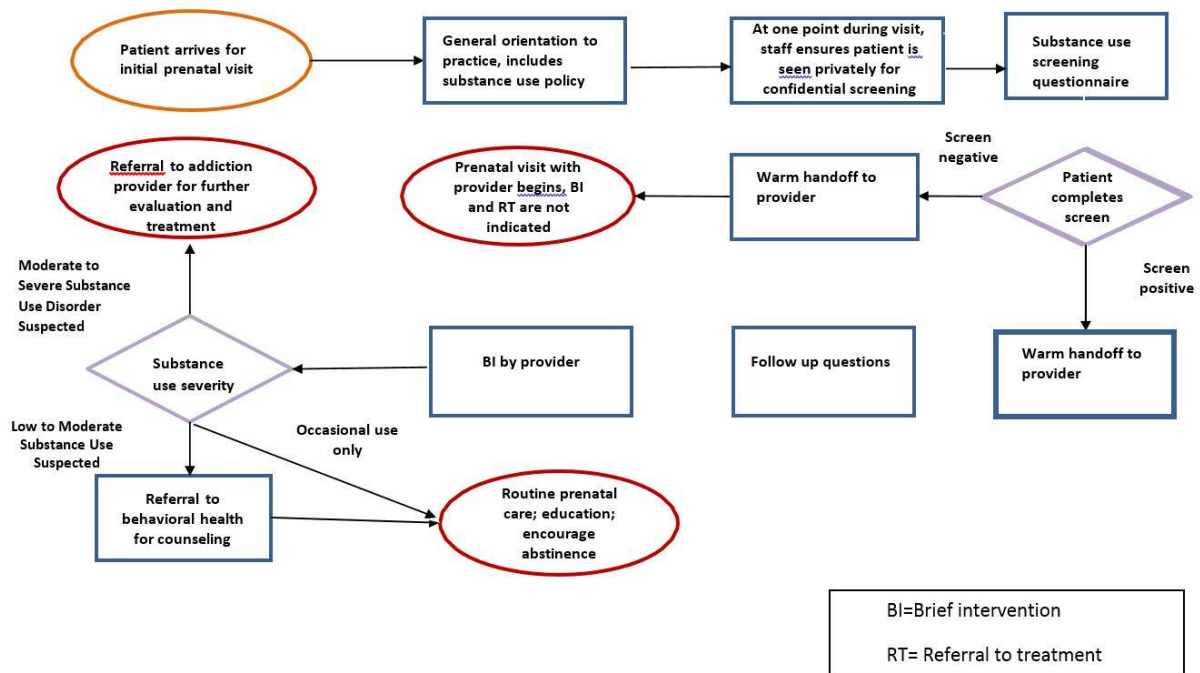 Patient arrives for
initial prenatal visit
General orientation to
practice, includes
substance use policy
At one point during visit,
staff ensures patient is
seen privately for
confidential screening
Substance use
screening
questionnaire
Referral to addiction
provider for further
evaluation and
treatment
Prenatal visit with
provider begins, BI
and RT are not
indicated
Warm handoff to
provider
Screen
negative
Patient
completes
screen
Screen
positive
Moderate to
Severe Substance
Use Disorder
Suspected
Substance
use severity
BI by provider
Follow up questions
Warm handoff to
provider
Low to Moderate
Substance Use
Suspected
Occasional use
only
Referral to
behavioral health
for counseling
Routine prenatal
care; education;
encourage
abstinence
BI=Brief intervention
RT= Referral to treatment